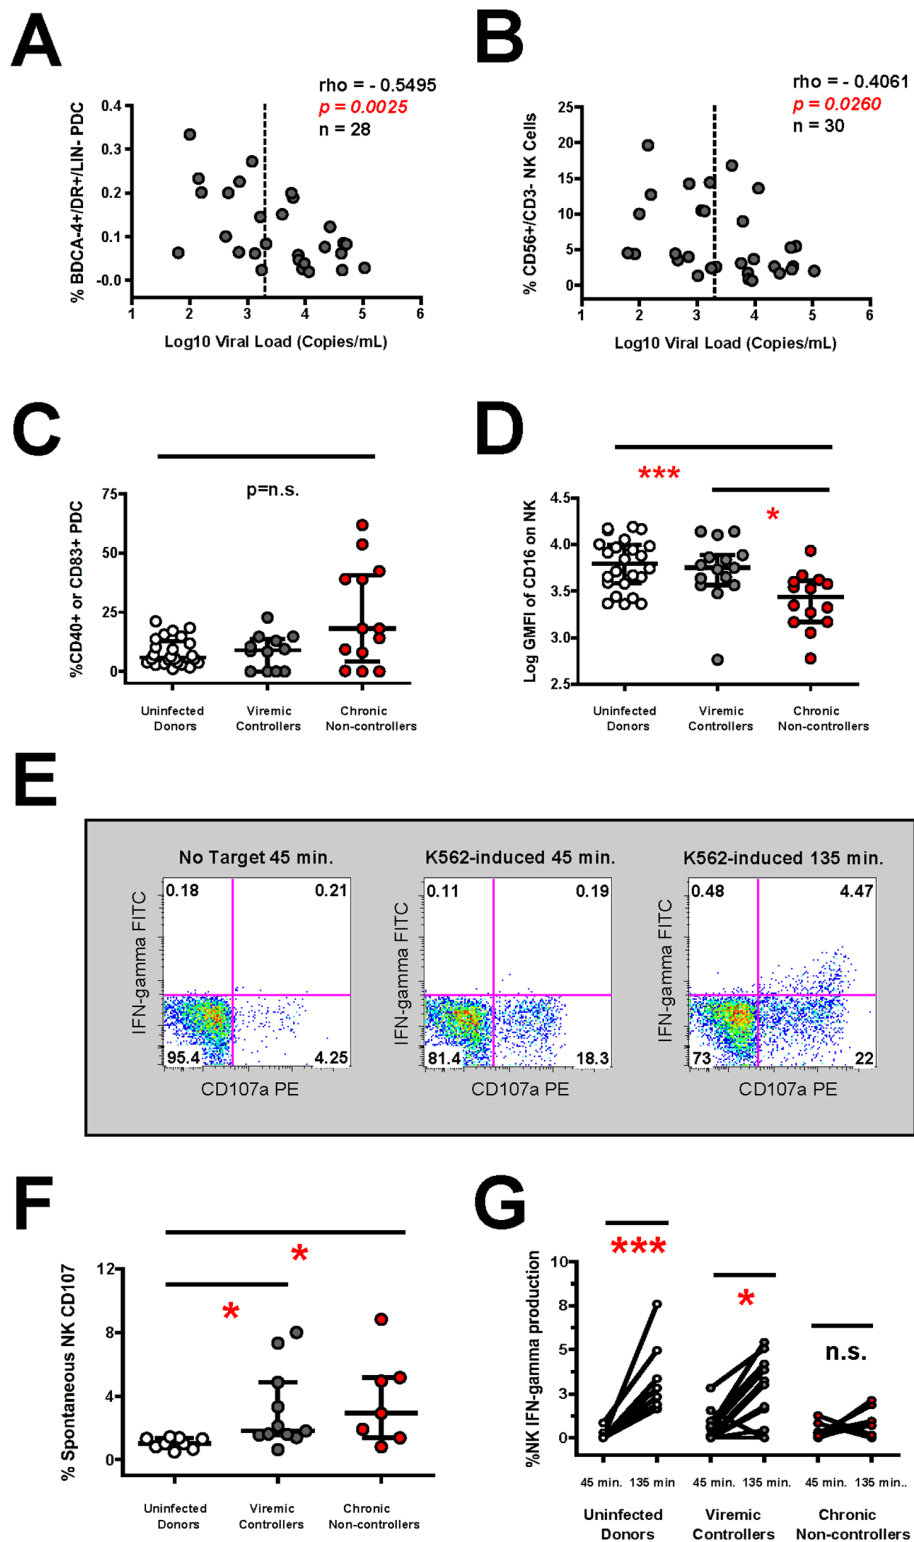 A
rho = - 0.5495
p = 0.0025
n = 28
% BDCA-4+/DR+/LIN- PDC
0.4
0.3
0.2
0.1
-0.0
1
2
3
4
5
6
Log10 Viral Load (Copies/mL)
B
rho = - 0.4061
p = 0.0260
n = 30
% CD56+/CD3- NK Cells
25
20
15
10
5
0
1
2
3
4
5
6
Log10 Viral Load (Copies/mL)
C
p=n.s.
%CD40+ or CD83+ PDC
75
50
25
0
Uninfected
Donors
Viremic
Controllers
Chronic
Non-controllers
D
***
*
Log GMFI of CD16 on NK
4.5
4.0
3.5
3.0
2.5
Uninfected
Donors
Viremic
Controllers
Chronic
Non-controllers
E
No Target 45 min.
IFN-gamma FITC
0.18
0.21
95.4
4.25
CD107a PE
K562-induced 45 min.
IFN-gamma FITC
0.11
0.19
81.4
18.3
CD107a PE
K562-induced 135 min.
IFN-gamma FITC
0.48
4.47
73
22
CD107a PE
F
*
*
% Spontaneous NK CD107
12
8
4
0
Uninfected
Donors
Viremic
Controllers
Chronic
Non-controllers
G
***
*
n.s.
%NK IFN-gamma production
10
8
5
3
0
45 min.
135 min
45 min.
135 min.
45 min.
135 min..
Uninfected
Donors
Viremic
Controllers
Chronic
Non-controllers